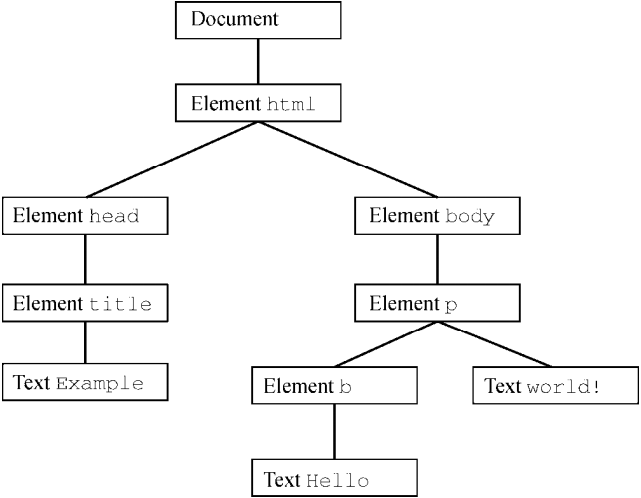 Document
Element html
Element head
Element body
Element title
Element p
Text Example
Element b
Text world!
Text Hello